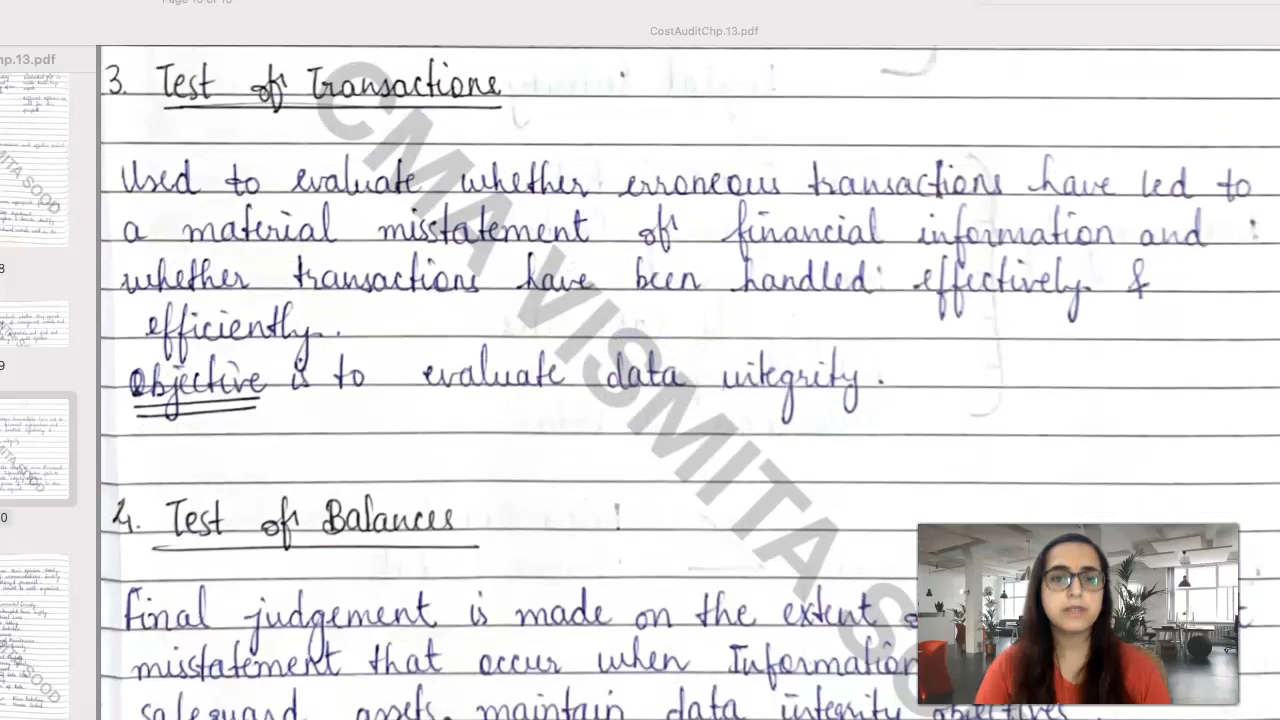 CostAuditChp.13.pdf
hp.13.pdf
3. Test of Transactions
Used to evaluate whether erroneous transactions have led to
a material misstatement of financial information and
whether transactions have been handled effectively &
efficiently.
Objective is to evaluate data integrity.
4. Test of Balances
Final judgement is made on the extent
misstatement that occur when Information
safeguard assets, maintain data integrity objectives
CMA VISMITA
8
9
0